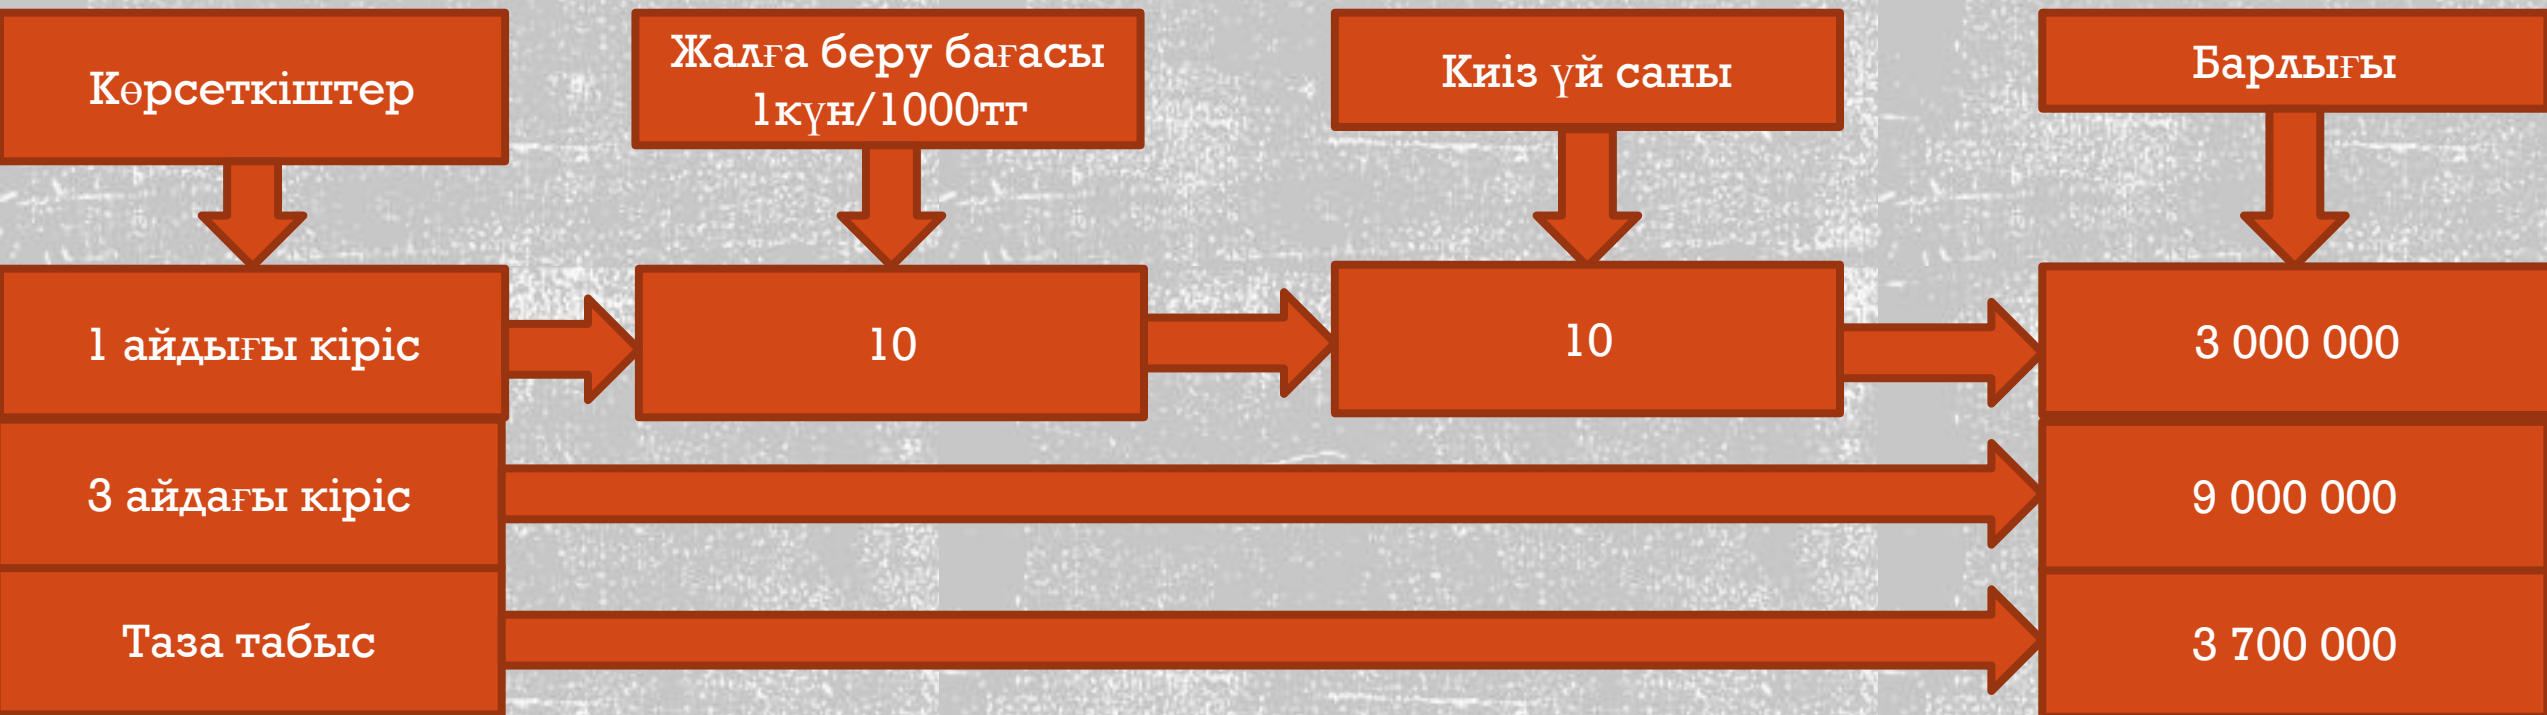 Көрсеткіштер
Жалға беру бағасы
1күн/1000тг
Киіз үй саны
Барлығы
1 айдығы кіріс
10
10
3 000 000
3 айдағы кіріс
9 000 000
Таза табыс
3 700 000